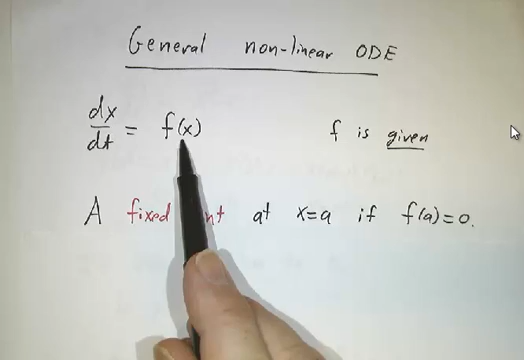 General non-linear ODE
dx/dt = f(x) f is given
A fixed at x=a if f(a)=0.